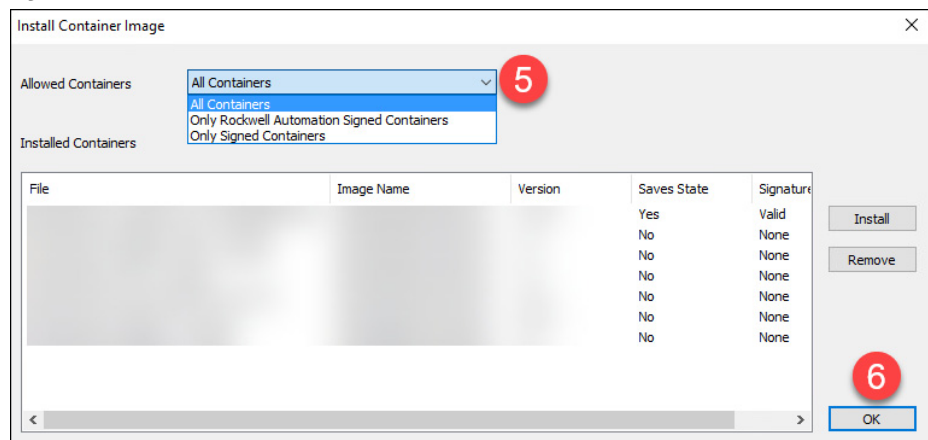 Install Container Image
Allowed Containers
All Containers
5
All Containers
Only Rockwell Automation Signed Containers
Only Signed Containers
Installed Containers
File Image Name Version Saves State Signature
Yes Valid
No None
No None
No None
No None
No None
No None
Install
Remove
6
OK